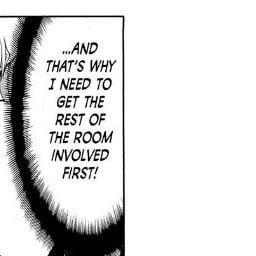 ...AND
THAT'S WHY
I NEED TO
GET THE
REST OF
THE ROOM
INVOLVED
FIRST!